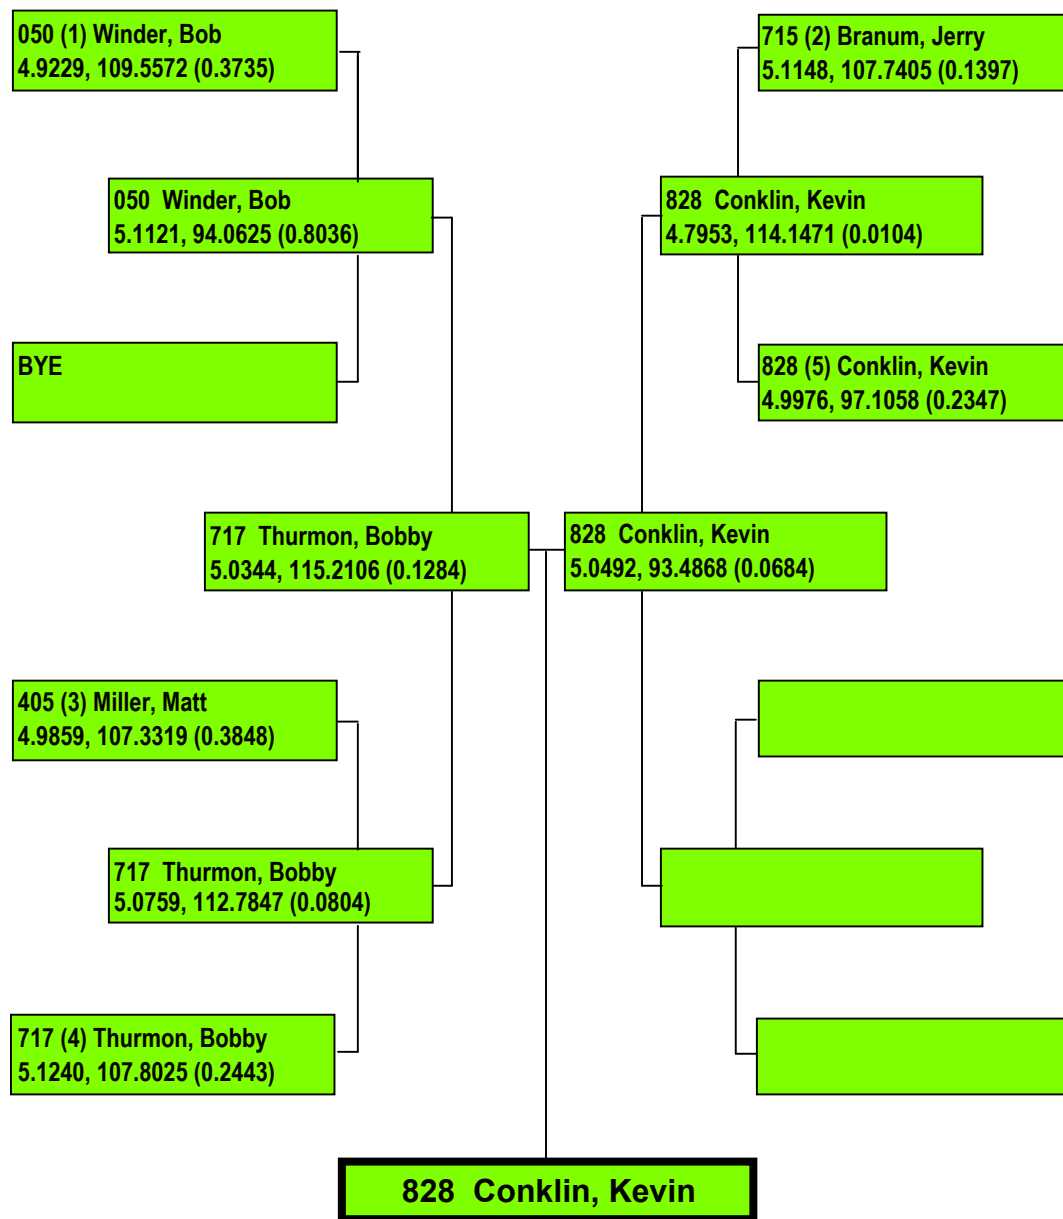 050 (1) Winder, Bob
4.9229, 109.5572 (0.3735)
715 (2) Branum, Jerry
5.1148, 107.7405 (0.1397)
050  Winder, Bob
5.1121, 94.0625 (0.8036)
828  Conklin, Kevin
4.7953, 114.1471 (0.0104)
BYE
828 (5) Conklin, Kevin
4.9976, 97.1058 (0.2347)
717  Thurmon, Bobby
5.0344, 115.2106 (0.1284)
828  Conklin, Kevin
5.0492, 93.4868 (0.0684)
405 (3) Miller, Matt
4.9859, 107.3319 (0.3848)
717  Thurmon, Bobby
5.0759, 112.7847 (0.0804)
717 (4) Thurmon, Bobby
5.1240, 107.8025 (0.2443)
828  Conklin, Kevin